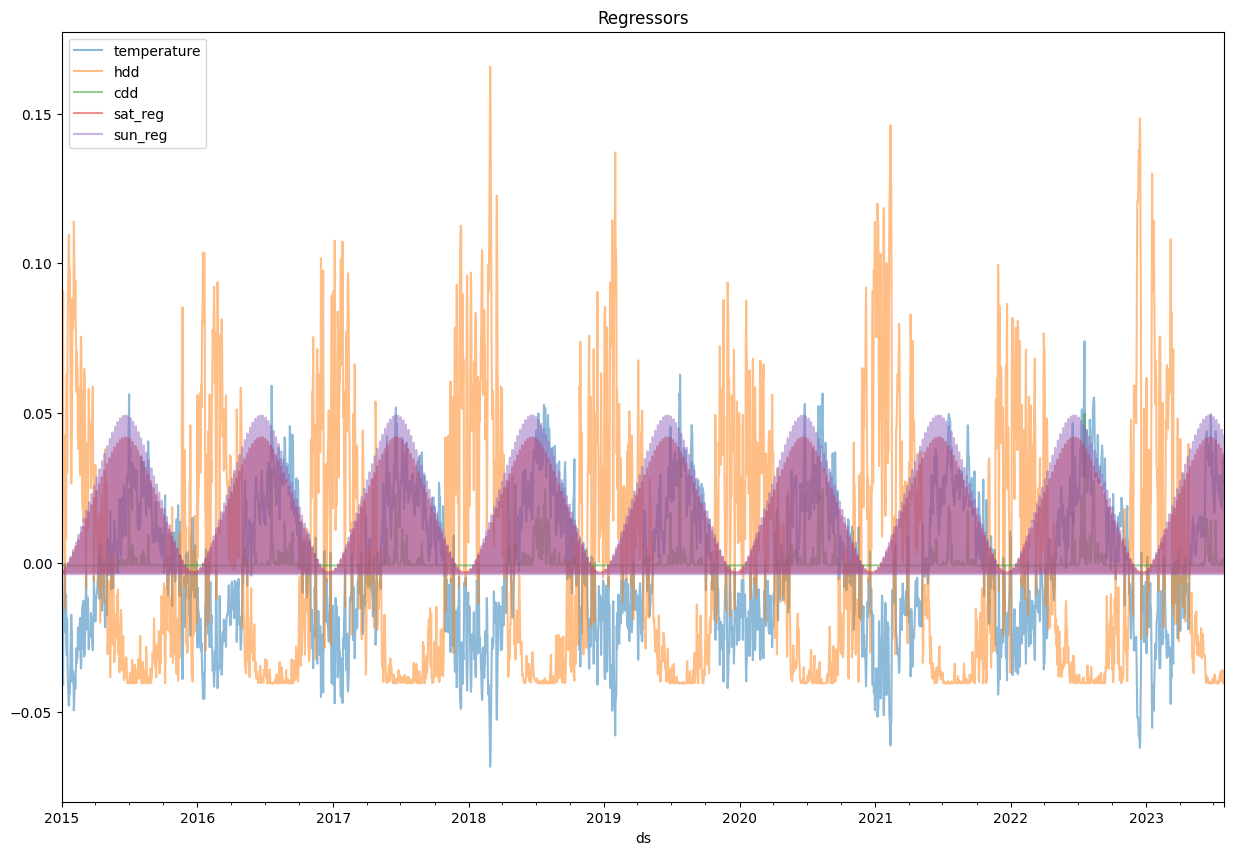 Regressors
temperature
hdd
cdd
sat_reg
sun_reg
0.15
0.10
0.05
0.00
−0.05
2015 2016 2017 2018 2019 2020 2021 2022 2023
ds